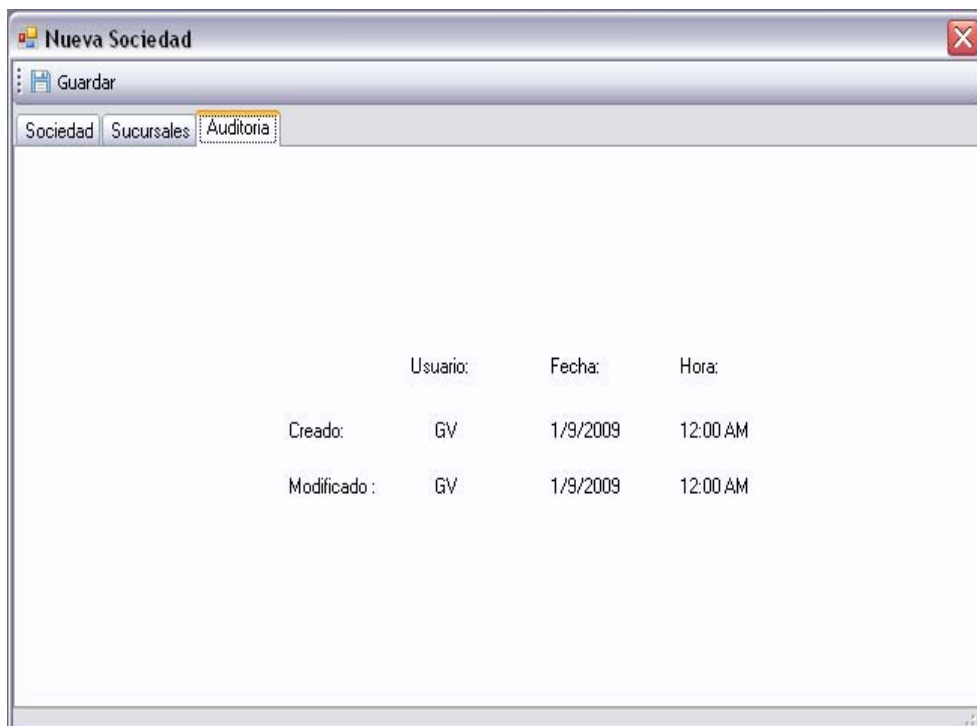 Nueva Sociedad
Guardar
Sociedad Sucursales Auditoria
Usuario: Fecha: Hora:
Creado: GV 1/9/2009 12:00 AM
Modificado : GV 1/9/2009 12:00 AM